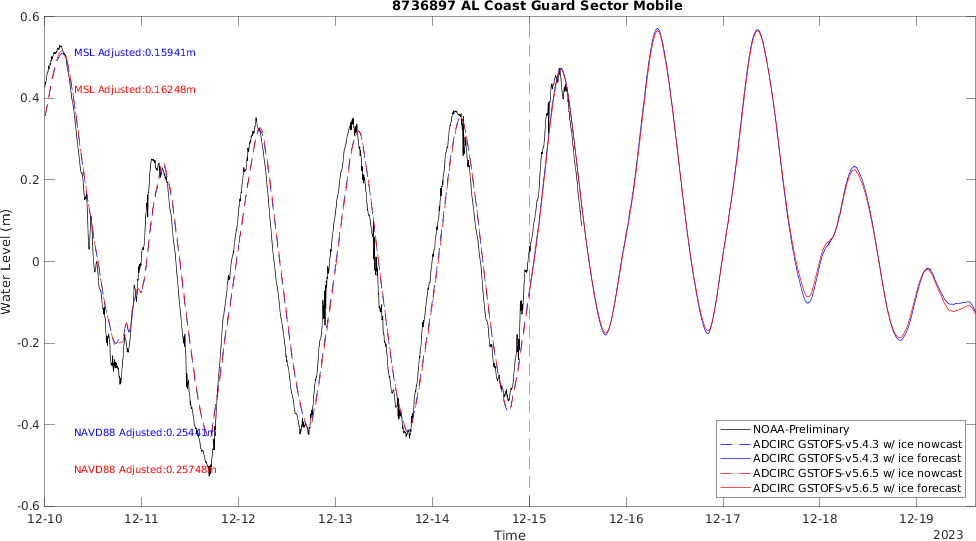 8736897 AL Coast Guard Sector Mobile
0.6
MSL Adjusted:0.15941m
MSL Adjusted:0.16248m
0.4
0.2
0
-0.2
-0.4
-0.6
Water Level (m)
NAVD88 Adjusted:0.25441m
NAVD88 Adjusted:0.25748m
NOAA-Preliminary
ADCIRC GSTOFS-v5.4.3 w/ ice nowcast
ADCIRC GSTOFS-v5.4.3 w/ ice forecast
ADCIRC GSTOFS-v5.6.5 w/ ice nowcast
ADCIRC GSTOFS-v5.6.5 w/ ice forecast
12-10 12-11 12-12 12-13 12-14 12-15 12-16 12-17 12-18 12-19
Time
2023